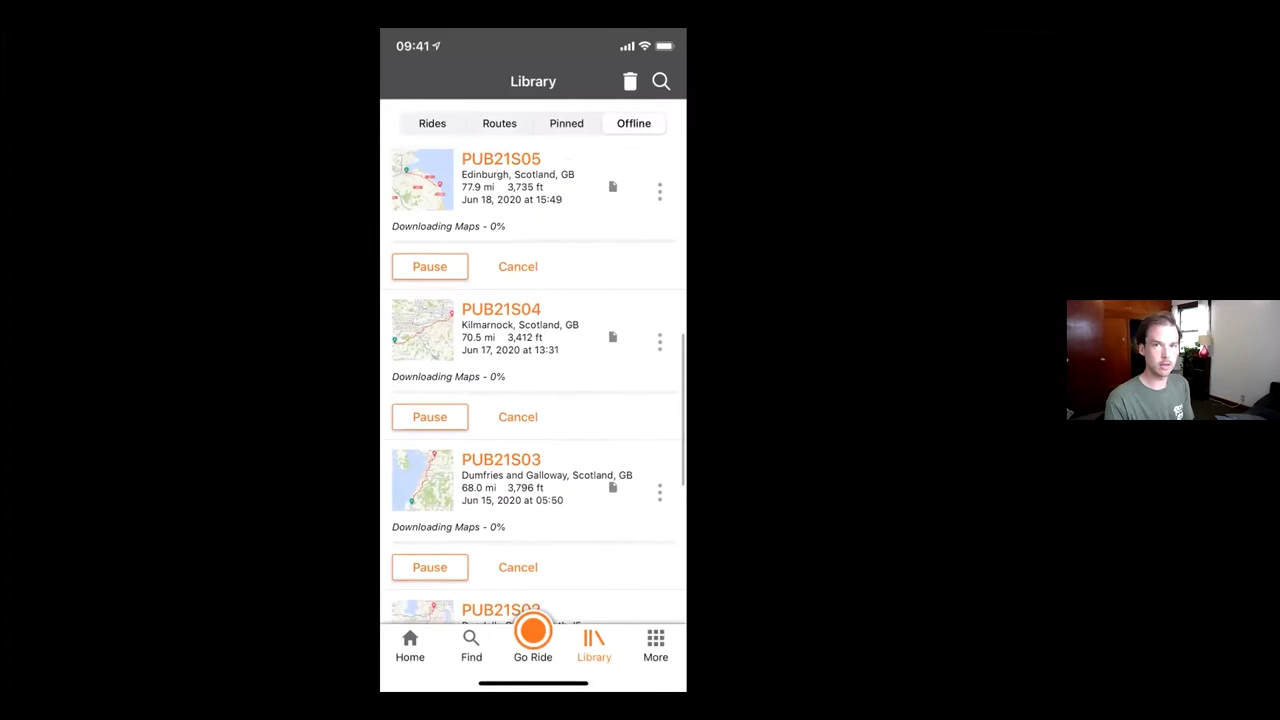 09:41
Library
Rides Routes Pinned Offline
PUB21S05
Edinburgh, Scotland, GB
77.9 mi 3,735 ft
Jun 18, 2020 at 15:49
Downloading Maps - 0%
Pause Cancel
PUB21S04
Kilmarnock, Scotland, GB
70.5 mi 3,412 ft
Jun 17, 2020 at 13:31
Downloading Maps - 0%
Pause Cancel
PUB21S03
Dumfries and Galloway, Scotland, GB
68.0 mi 3,796 ft
Jun 15, 2020 at 05:50
Downloading Maps - 0%
Pause Cancel
Home Find Go Ride Library More